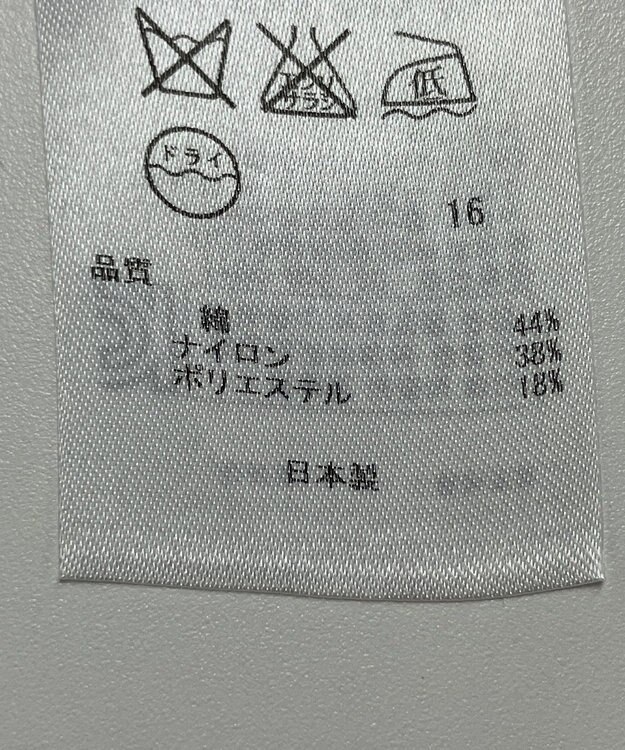 エンソ サラシ 低
ドライ
16
品質
綿 44%
ナイロン 38%
ポリエステル 18%
日本製